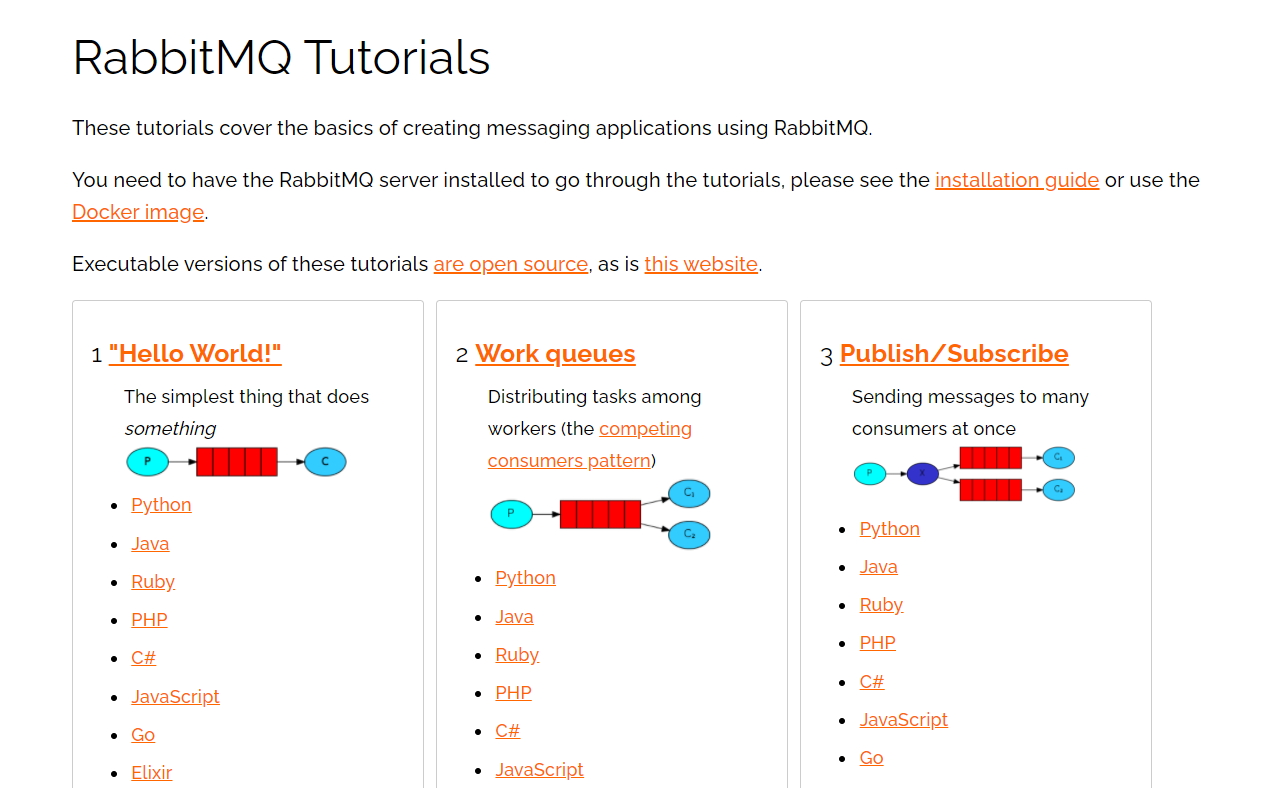 RabbitMQ Tutorials
These tutorials cover the basics of creating messaging applications using RabbitMQ.
You need to have the RabbitMQ server installed to go through the tutorials, please see the installation guide or use the
Docker image.
Executable versions of these tutorials are open source, as is this website.
1 "Hello World!"
The simplest thing that does
something
P
C
Python
Java
Ruby
PHP
C#
JavaScript
Go
Elixir
2 Work queues
Distributing tasks among
workers (the competing
consumers pattern)
P
C₁
C₂
Python
Java
Ruby
PHP
C#
JavaScript
3 Publish/Subscribe
Sending messages to many
consumers at once
P
X
C₁
C₂
Python
Java
Ruby
PHP
C#
JavaScript
Go